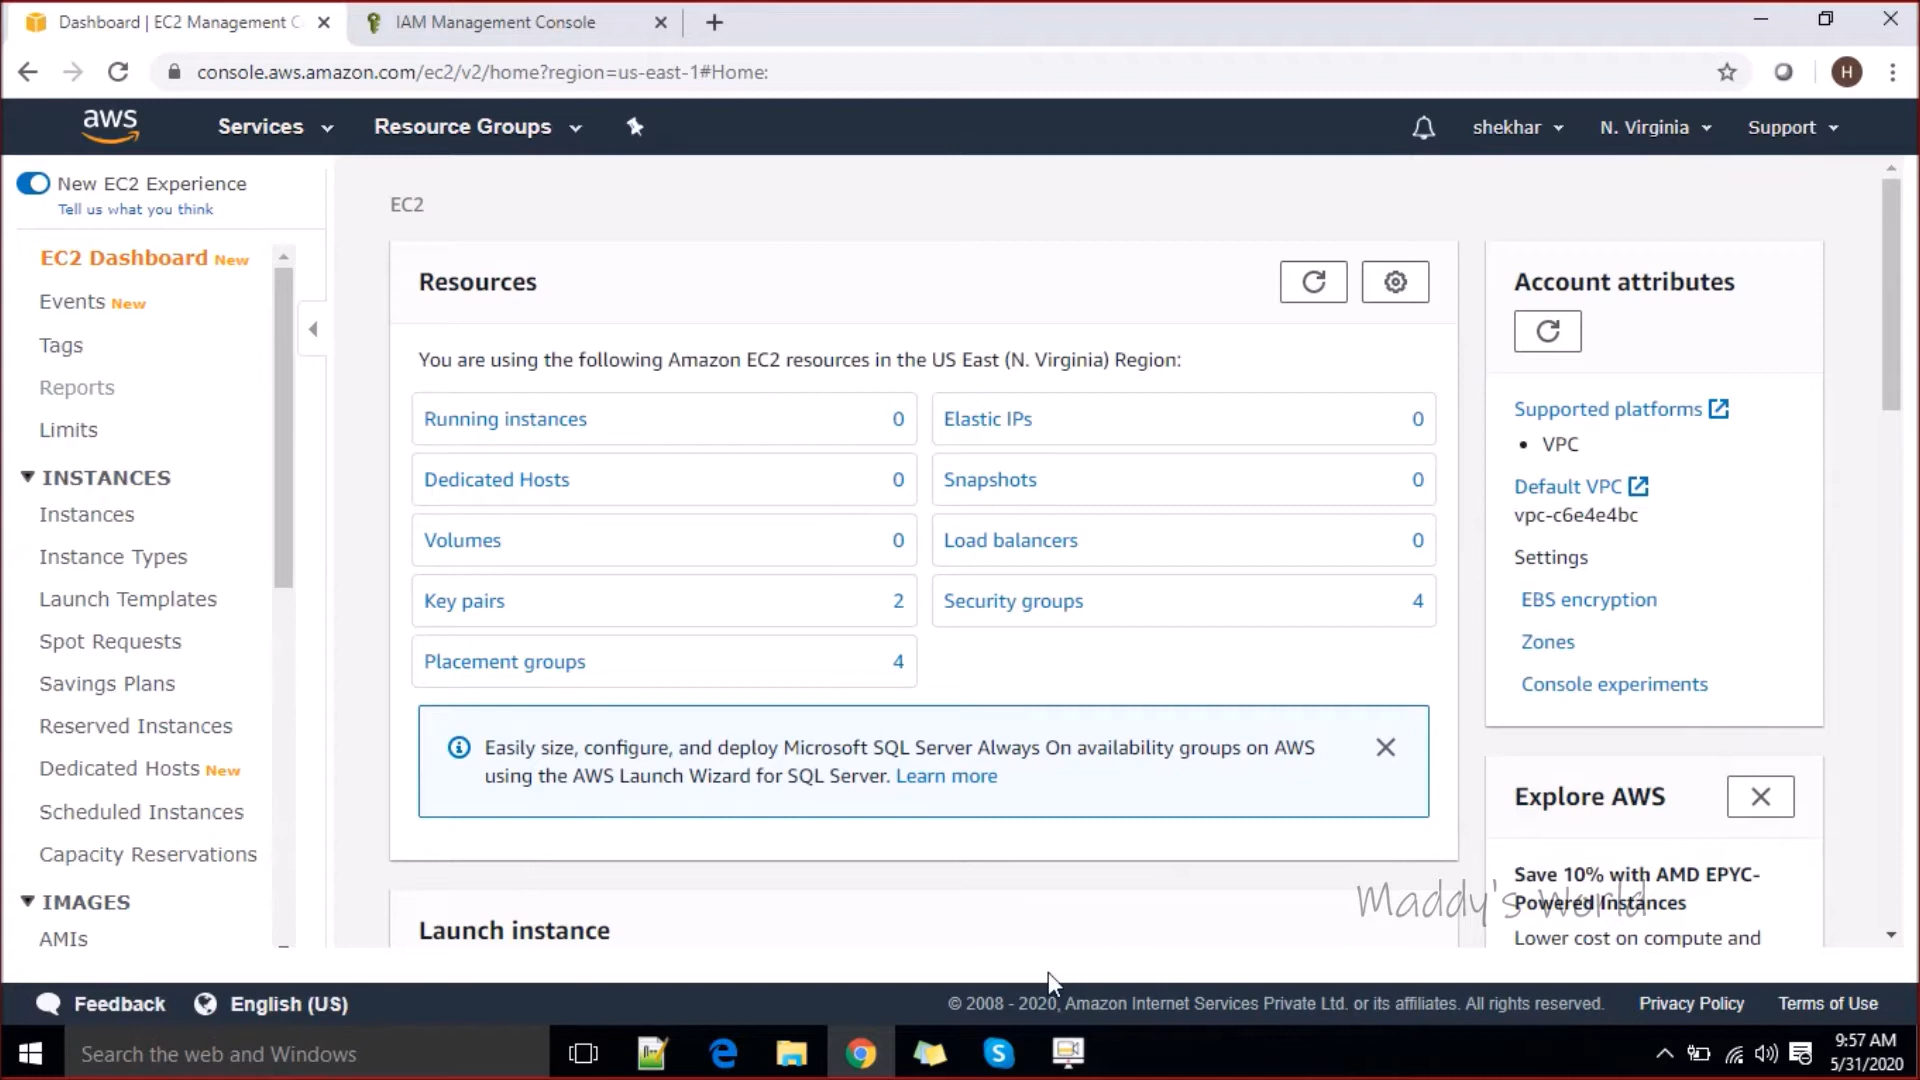 Dashboard | EC2 Management C
IAM Management Console
console.aws.amazon.com/ec2/v2/home?region=us-east-1#Home:
H
aws
Services
Resource Groups
shekhar
N. Virginia
Support
New EC2 Experience
Tell us what you think
EC2 Dashboard New
Events New
Tags
Reports
Limits
INSTANCES
Instances
Instance Types
Launch Templates
Spot Requests
Savings Plans
Reserved Instances
Dedicated Hosts New
Scheduled Instances
Capacity Reservations
IMAGES
AMIs
EC2
Resources
You are using the following Amazon EC2 resources in the US East (N. Virginia) Region:
Running instances 0
Elastic IPs 0
Dedicated Hosts 0
Snapshots 0
Volumes 0
Load balancers 0
Key pairs 2
Security groups 4
Placement groups 4
Easily size, configure, and deploy Microsoft SQL Server Always On availability groups on AWS
using the AWS Launch Wizard for SQL Server. Learn more
Launch instance
Account attributes
Supported platforms
• VPC
Default VPC
vpc-c6e4e4bc
Settings
EBS encryption
Zones
Console experiments
Explore AWS
Save 10% with AMD EPYC-
Powered Instances
Lower cost on compute and
Maddy's World
Feedback
English (US)
© 2008 - 2020, Amazon Internet Services Private Ltd. or its affiliates. All rights reserved.
Privacy Policy
Terms of Use
Search the web and Windows
9:57 AM
5/31/2020